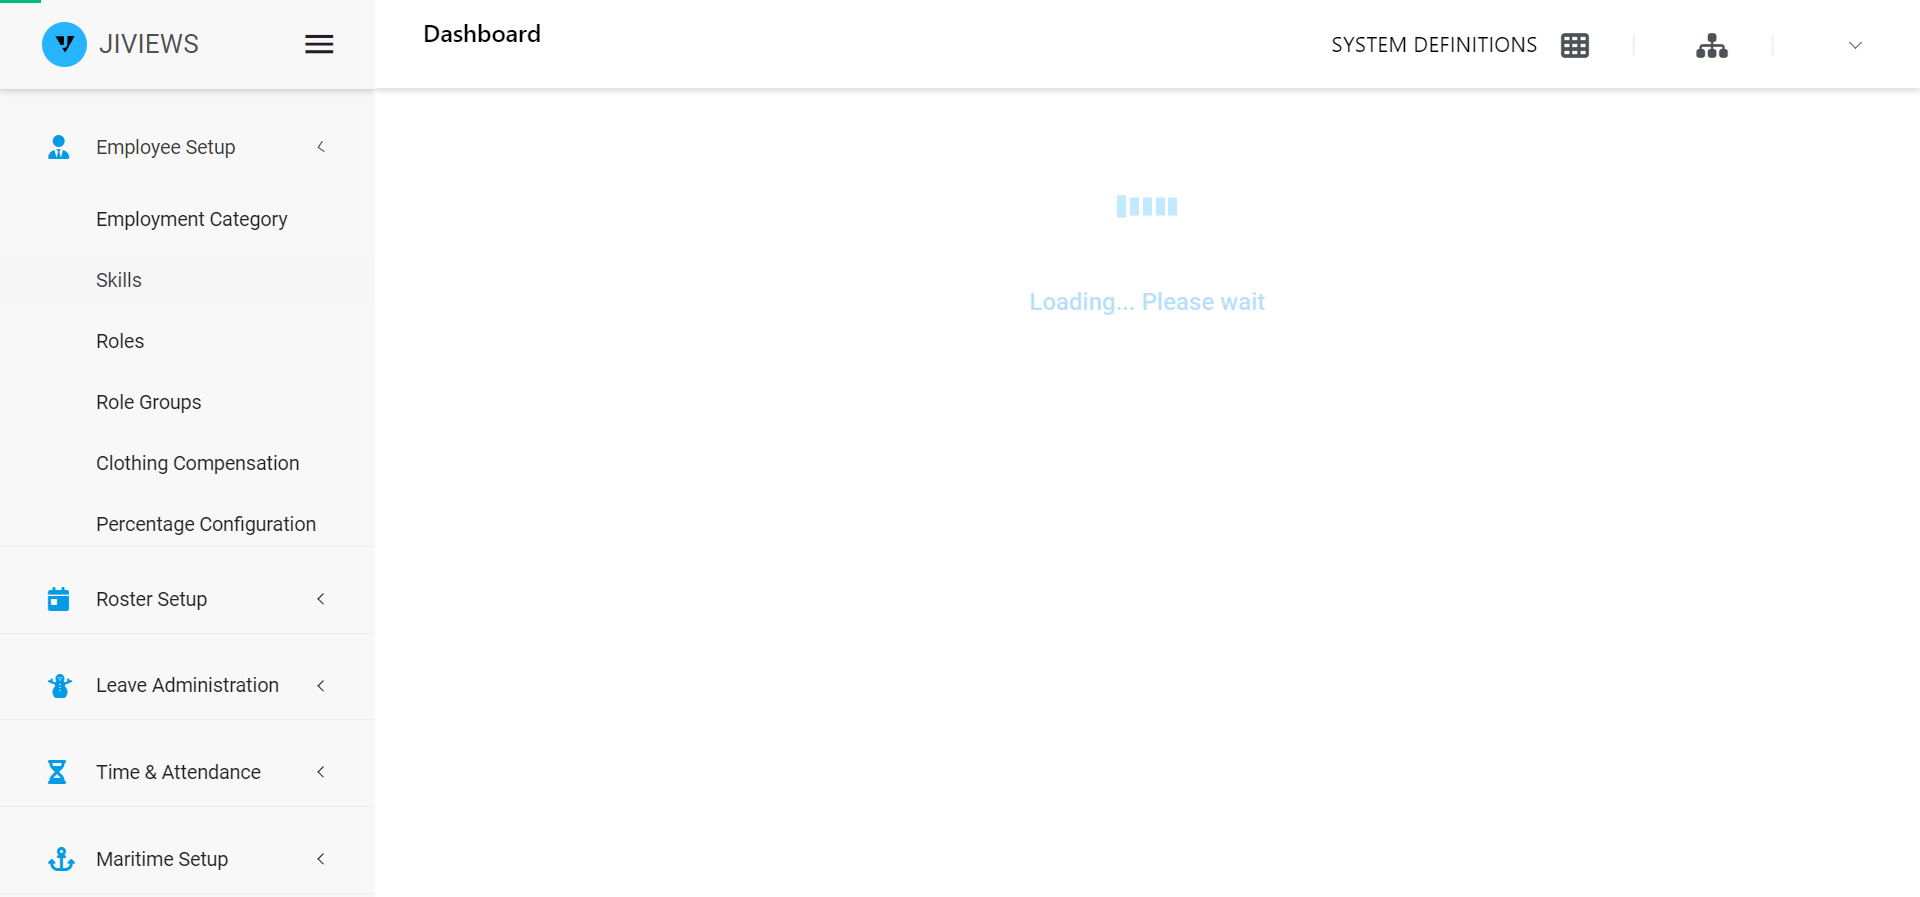 JIVIEWS
Dashboard
SYSTEM DEFINITIONS
Employee Setup
Employment Category
Skills
Roles
Role Groups
Clothing Compensation
Percentage Configuration
Roster Setup
Leave Administration
Time & Attendance
Maritime Setup
Loading... Please wait